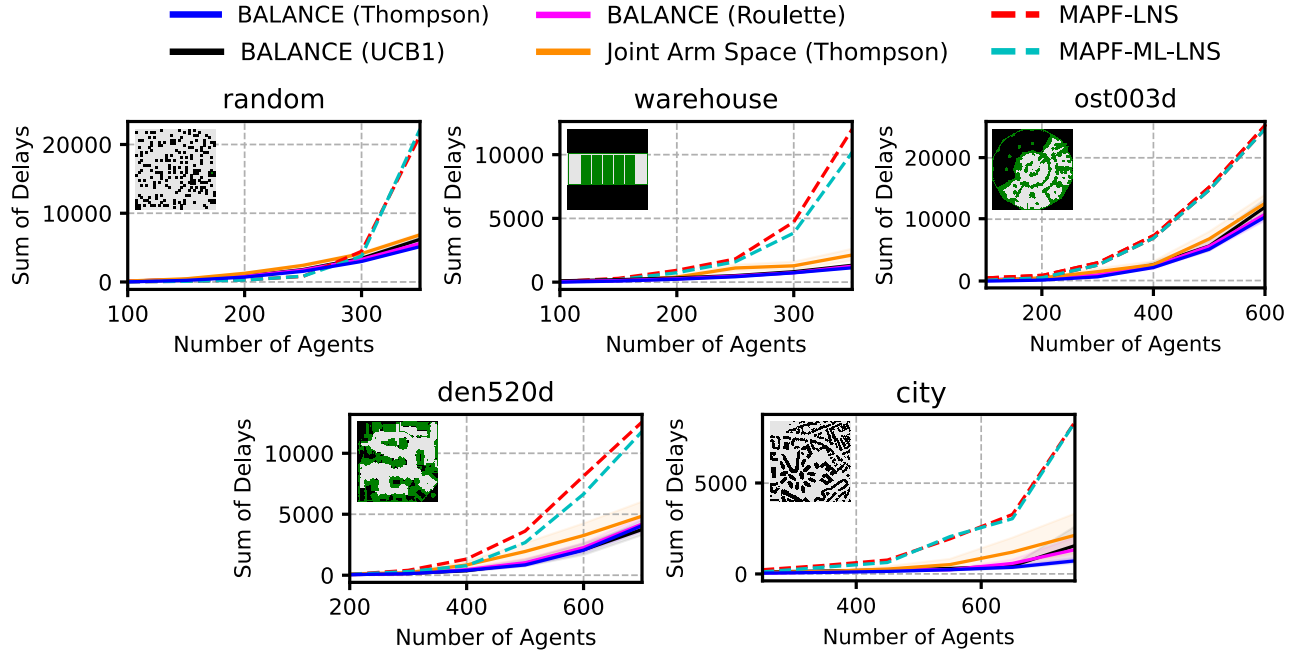 BALANCE (Thompson) BALANCE (Roulette) MAPF-LNS
BALANCE (UCB1) Joint Arm Space (Thompson) MAPF-ML-LNS
random warehouse ost003d
Sum of Delays
20000
10000
0
100 200 300
Number of Agents
Sum of Delays
10000
5000
0
100 200 300
Number of Agents
Sum of Delays
20000
10000
0
200 400 600
Number of Agents
den520d city
Sum of Delays
10000
5000
0
200 400 600
Number of Agents
Sum of Delays
5000
0
400 600
Number of Agents